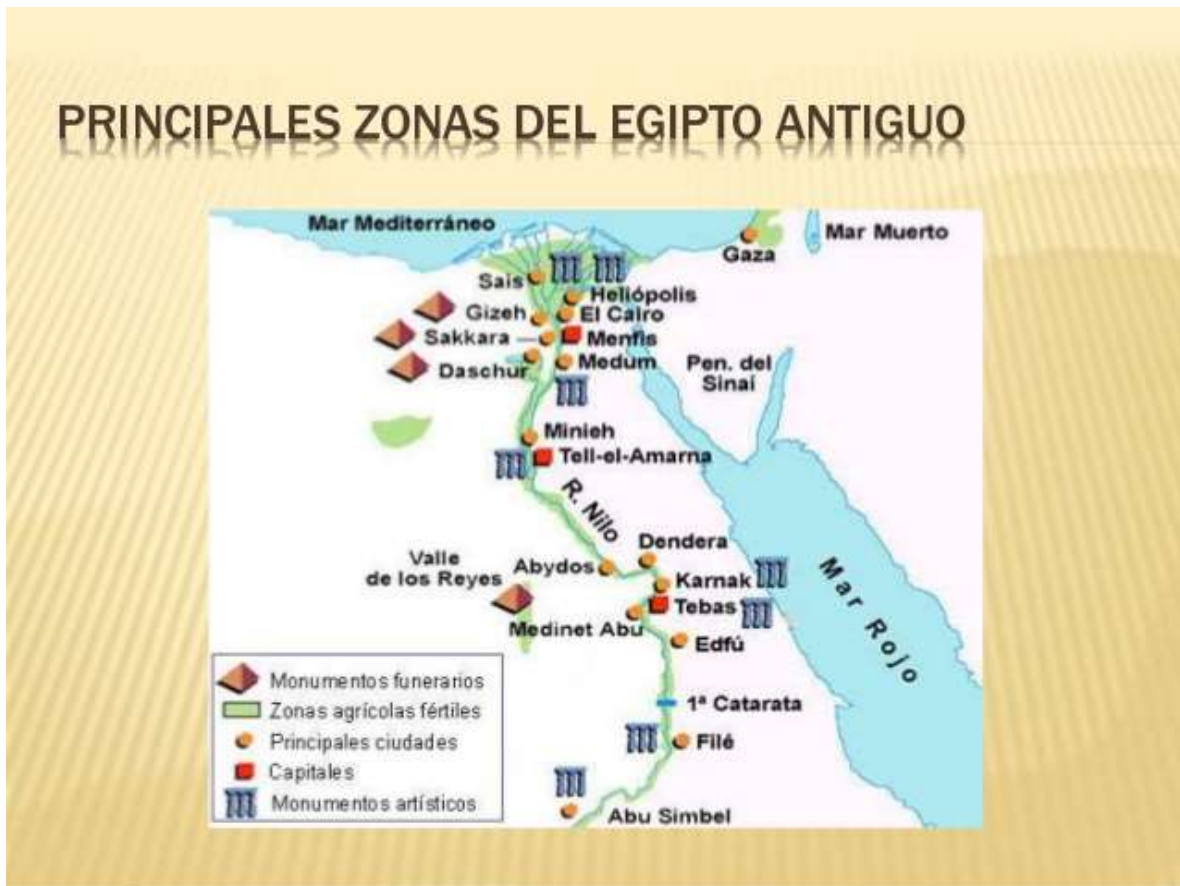 PRINCIPALES ZONAS DEL EGIPTO ANTIGUO
Mar Mediterráneo
Mar Muerto
Gaza
Sais
Heliópolis
Gizeh
El Cairo
Sakkara
Menfis
Daschur
Medum
Pen. del
Sinaí
Minieh
Tell-el-Amarna
R. Nilo
Dendera
Valle
de los Reyes
Abydos
Karnak
Tebas
Medinet Abu
Edfú
Mar Rojo
1ª Catarata
Filé
Abu Simbel
Monumentos funerarios
Zonas agrícolas fértiles
Principales ciudades
Capitales
Monumentos artísticos